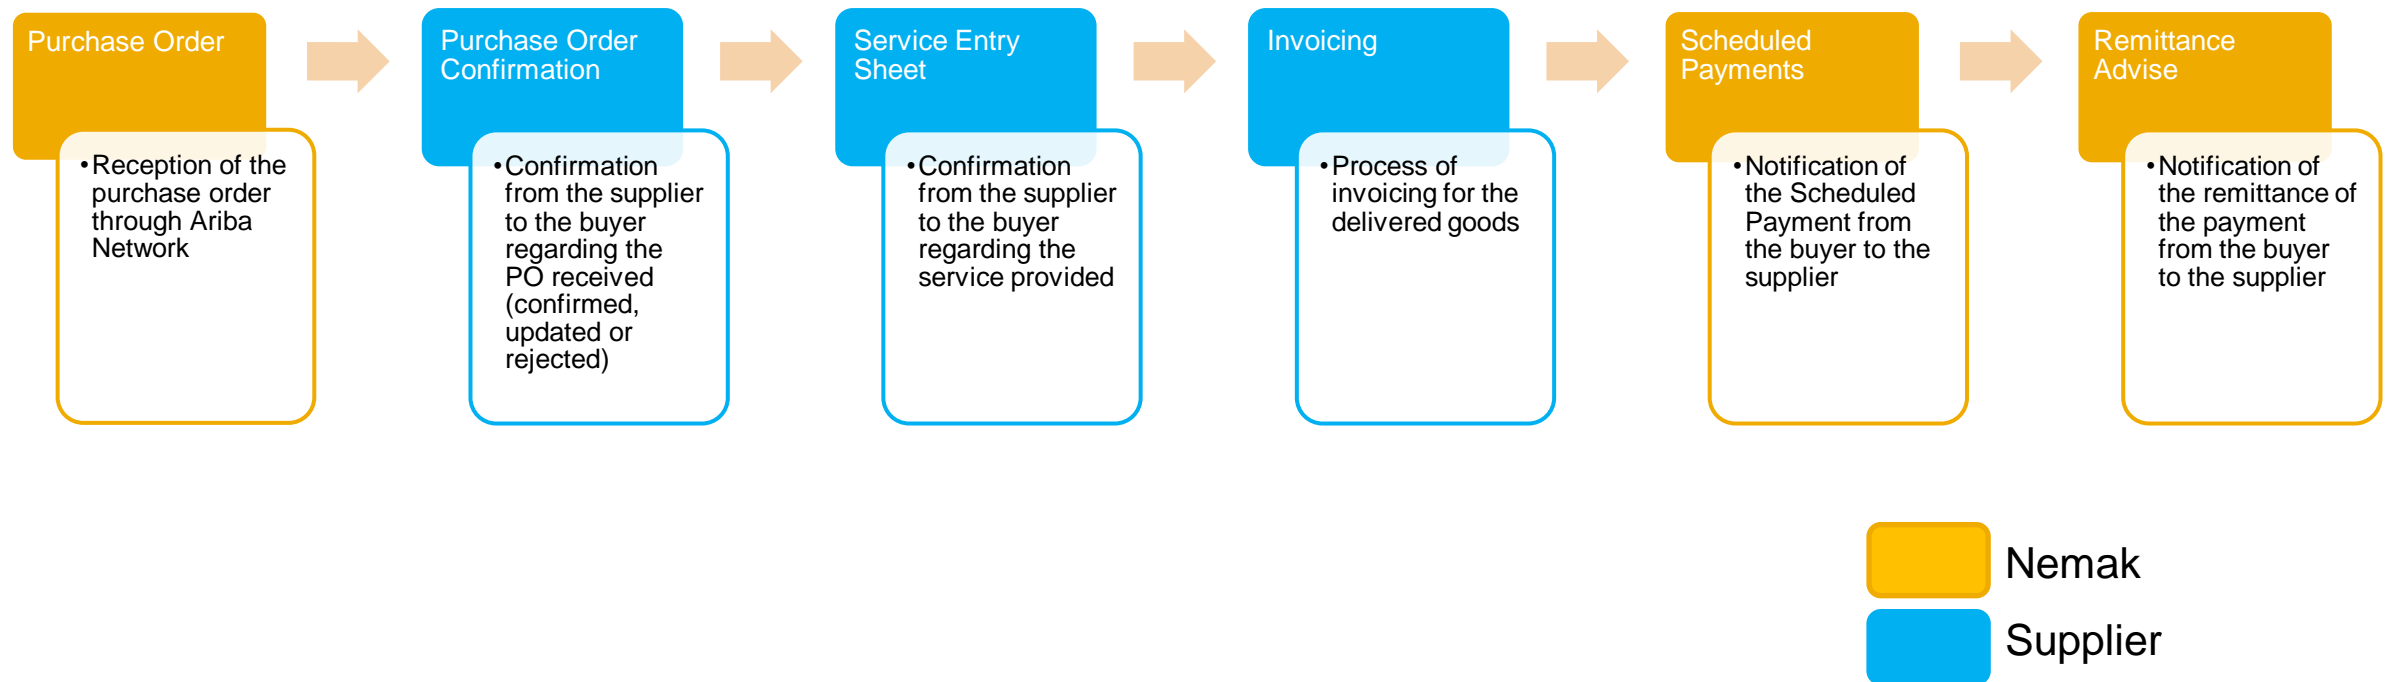 Purchase Order
•Reception of the
purchase order
through Ariba
Network
Purchase Order
Confirmation
•Confirmation
from the supplier
to the buyer
regarding the
PO received
(confirmed,
updated or
rejected)
Service Entry
Sheet
•Confirmation
from the supplier
to the buyer
regarding the
service provided
Invoicing
•Process of
invoicing for the
delivered goods
Scheduled
Payments
•Notification of
the Scheduled
Payment from
the buyer to the
supplier
Remittance
Advise
•Notification of
the remittance of
the payment
from the buyer
to the supplier
Nemak
Supplier